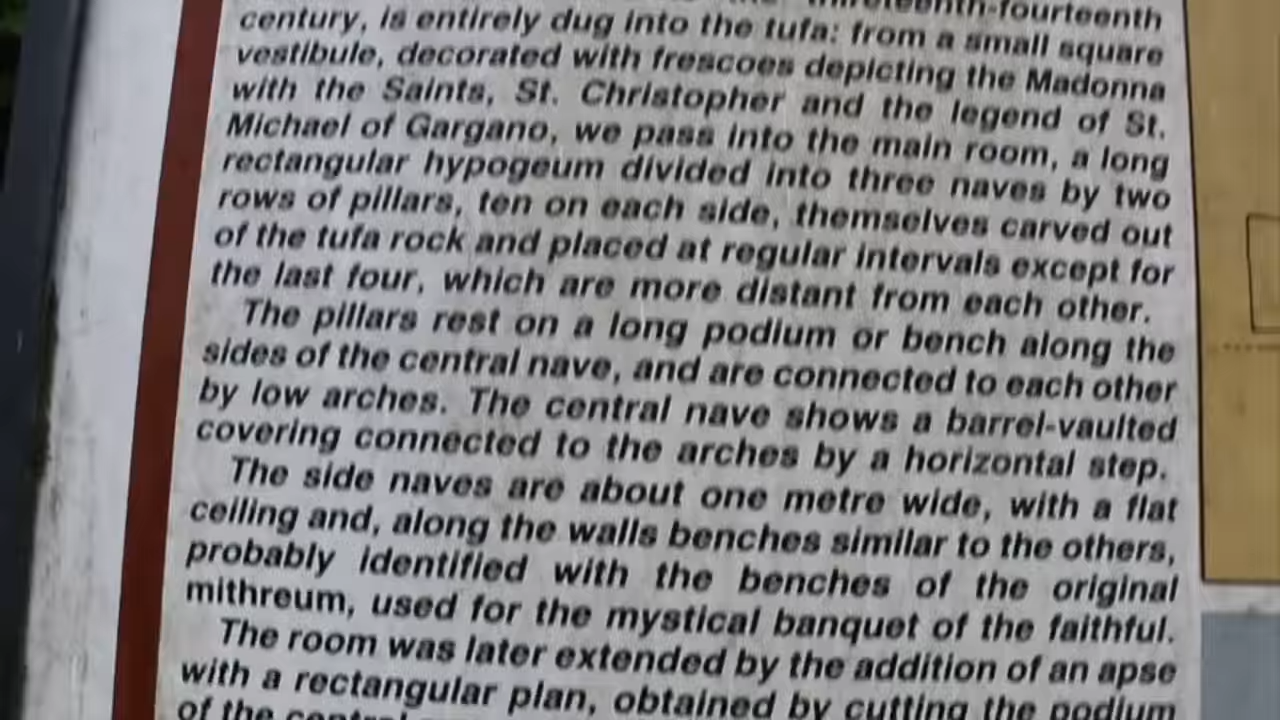 thirteenth-fourteenth
century, is entirely dug into the tufa: from a small square
vestibule, decorated with frescoes depicting the Madonna
with the Saints, St. Christopher and the legend of St.
Michael of Gargano, we pass into the main room, a long
rectangular hypogeum divided into three naves by two
rows of pillars, ten on each side, themselves carved out
of the tufa rock and placed at regular intervals except for
the last four, which are more distant from each other.
The pillars rest on a long podium or bench along the
sides of the central nave, and are connected to each other
by low arches. The central nave shows a barrel-vaulted
covering connected to the arches by a horizontal step.
The side naves are about one metre wide, with a flat
ceiling and, along the walls benches similar to the others,
probably identified with the benches of the original
mithreum, used for the mystical banquet of the faithful.
The room was later extended by the addition of an apse
with a rectangular plan, obtained by cutting the podium
of the central